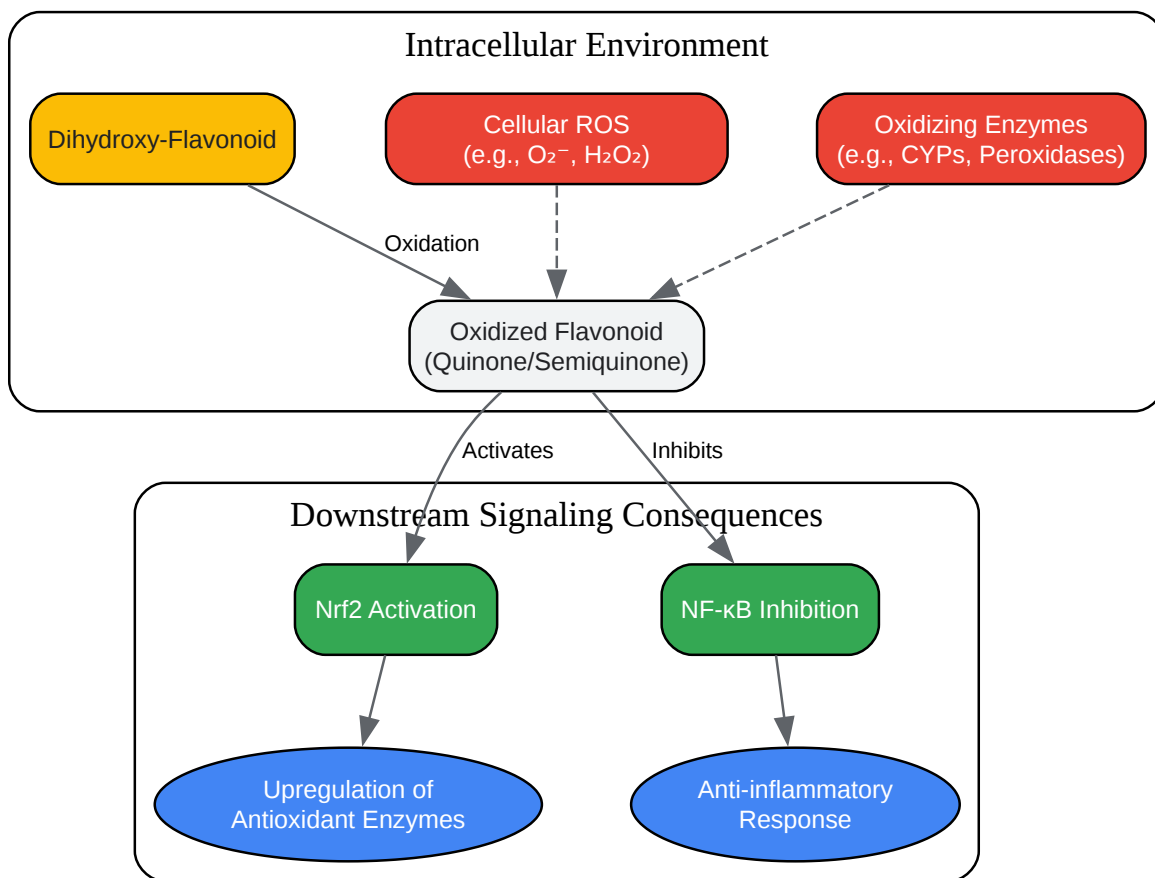 Intracellular Environment
Dihydroxy-Flavonoid
Cellular ROS
(e.g., O₂⁻, H₂O₂)
Oxidizing Enzymes
(e.g., CYPs, Peroxidases)
Oxidation
Oxidized Flavonoid
(Quinone/Semiquinone)
Activates
Inhibits
Downstream Signaling Consequences
Nrf2 Activation
NF-κB Inhibition
Upregulation of
Antioxidant Enzymes
Anti-inflammatory
Response